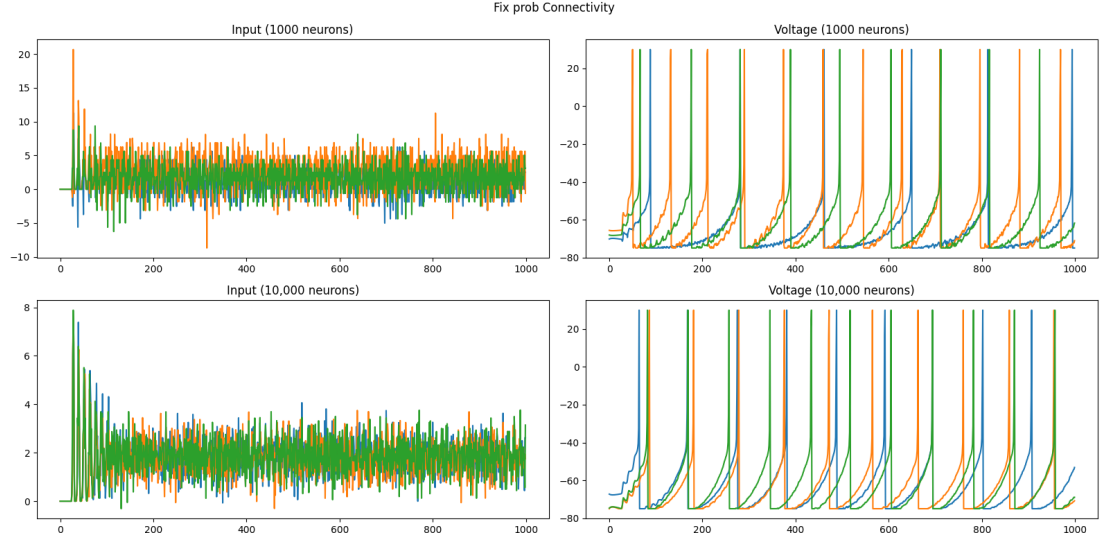 Fix prob Connectivity
Input (1000 neurons)
20
15
10
5
0
−5
−10
0 200 400 600 800 1000
Voltage (1000 neurons)
20
0
−20
−40
−60
−80
0 200 400 600 800 1000
Input (10,000 neurons)
8
6
4
2
0
0 200 400 600 800 1000
Voltage (10,000 neurons)
20
0
−20
−40
−60
−80
0 200 400 600 800 1000